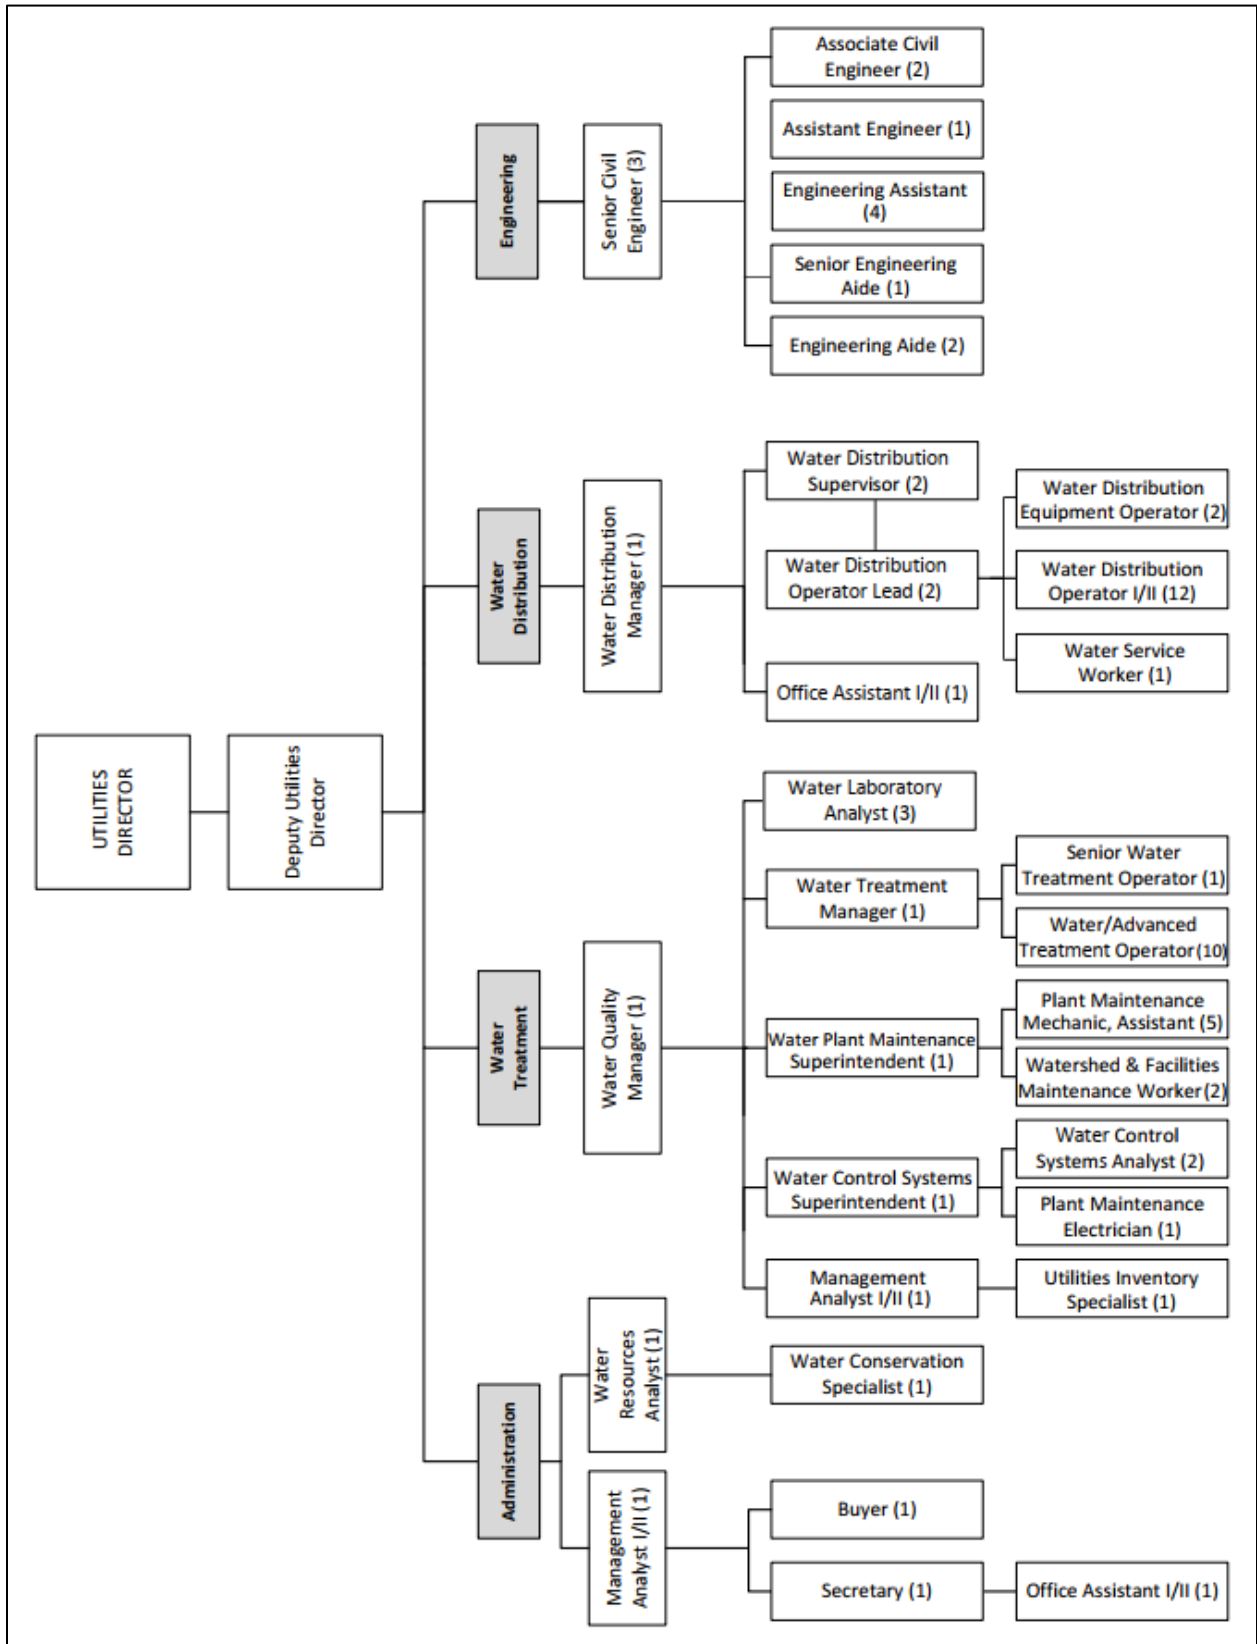 UTILITIES
DIRECTOR
Deputy Utilities
Director
Engineering
Senior Civil
Engineer (3)
Associate Civil
Engineer (2)
Assistant Engineer (1)
Engineering Assistant
(4)
Senior Engineering
Aide (1)
Engineering Aide (2)
Water
Distribution
Water Distribution
Manager (1)
Water Distribution
Supervisor (2)
Water Distribution
Operator Lead (2)
Water Distribution
Equipment Operator (2)
Water Distribution
Operator I/II (12)
Water Service
Worker (1)
Office Assistant I/II (1)
Water
Treatment
Water Quality
Manager (1)
Water Laboratory
Analyst (3)
Water Treatment
Manager (1)
Senior Water
Treatment Operator (1)
Water/Advanced
Treatment Operator(10)
Water Plant Maintenance
Superintendent (1)
Plant Maintenance
Mechanic, Assistant (5)
Watershed & Facilities
Maintenance Worker(2)
Water Control Systems
Superintendent (1)
Water Control
Systems Analyst (2)
Plant Maintenance
Electrician (1)
Management
Analyst I/II (1)
Utilities Inventory
Specialist (1)
Administration
Water
Resources
Analyst (1)
Water Conservation
Specialist (1)
Management
Analyst I/II (1)
Buyer (1)
Secretary (1)
Office Assistant I/II (1)